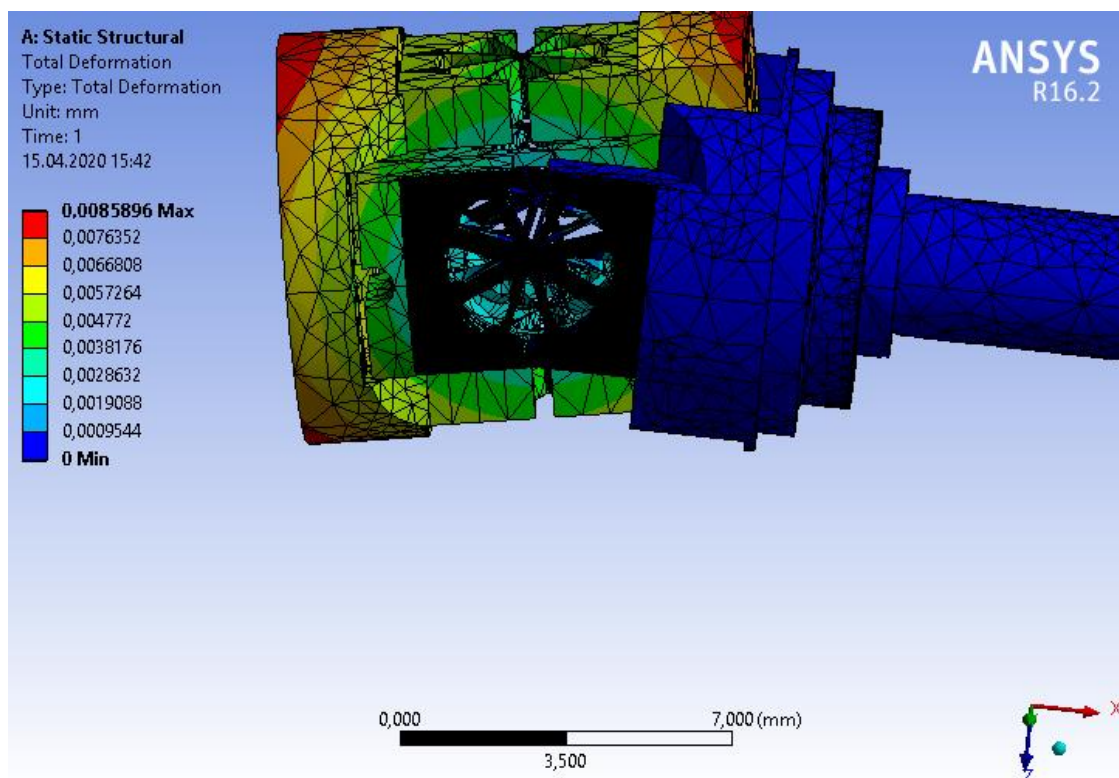 A: Static Structural
Total Deformation
Type: Total Deformation
Unit: mm
Time: 1
15.04.2020 15:42
ANSYS
R16.2
0,0085896 Max
0,0076352
0,0066808
0,0057264
0,004772
0,0038176
0,0028632
0,0019088
0,0009544
0 Min
0,000
7,000 (mm)
3,500
X
Z